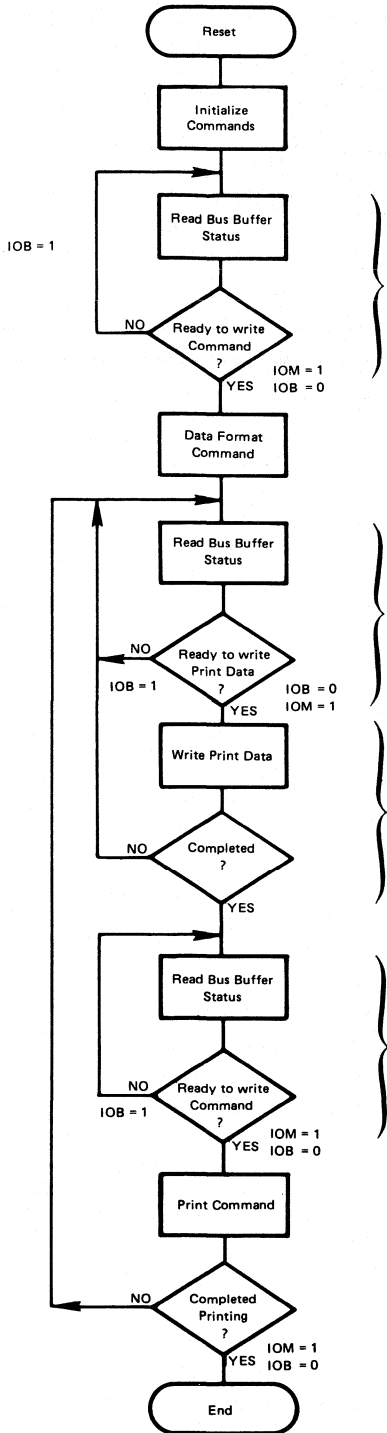 Reset
Initialize
Commands
Read Bus Buffer
Status
IOB = 1
NO
Ready to write
Command
?
YES
IOM = 1
IOB = 0
Data Format
Command
Read Bus Buffer
Status
NO
IOB = 1
Ready to write
Print Data
?
YES
IOB = 0
IOM = 1
Write Print Data
NO
Completed
?
YES
Read Bus Buffer
Status
NO
IOB = 1
Ready to write
Command
?
YES
IOM = 1
IOB = 0
Print Command
NO
Completed
Printing
?
YES
IOM = 1
IOB = 0
End